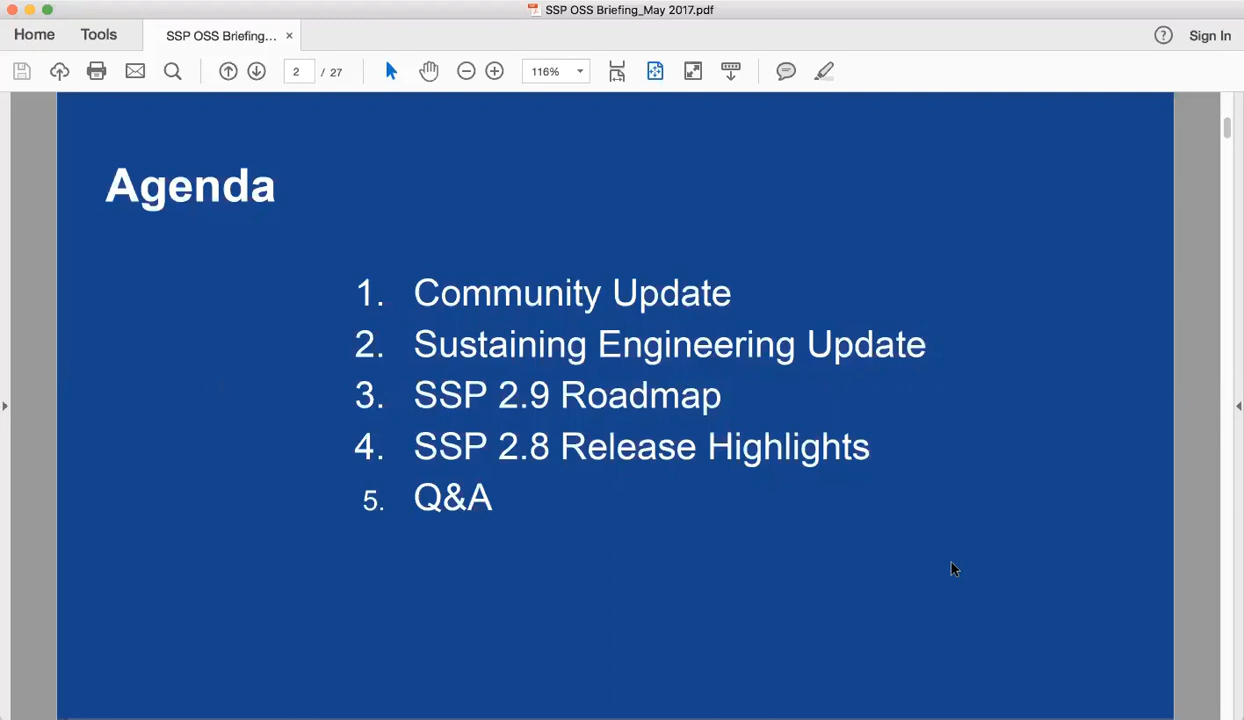 SSP OSS Briefing_May 2017.pdf
Home Tools SSP OSS Briefing... × ? Sign In
2 / 27 116%
Agenda
1. Community Update
2. Sustaining Engineering Update
3. SSP 2.9 Roadmap
4. SSP 2.8 Release Highlights
5. Q&A